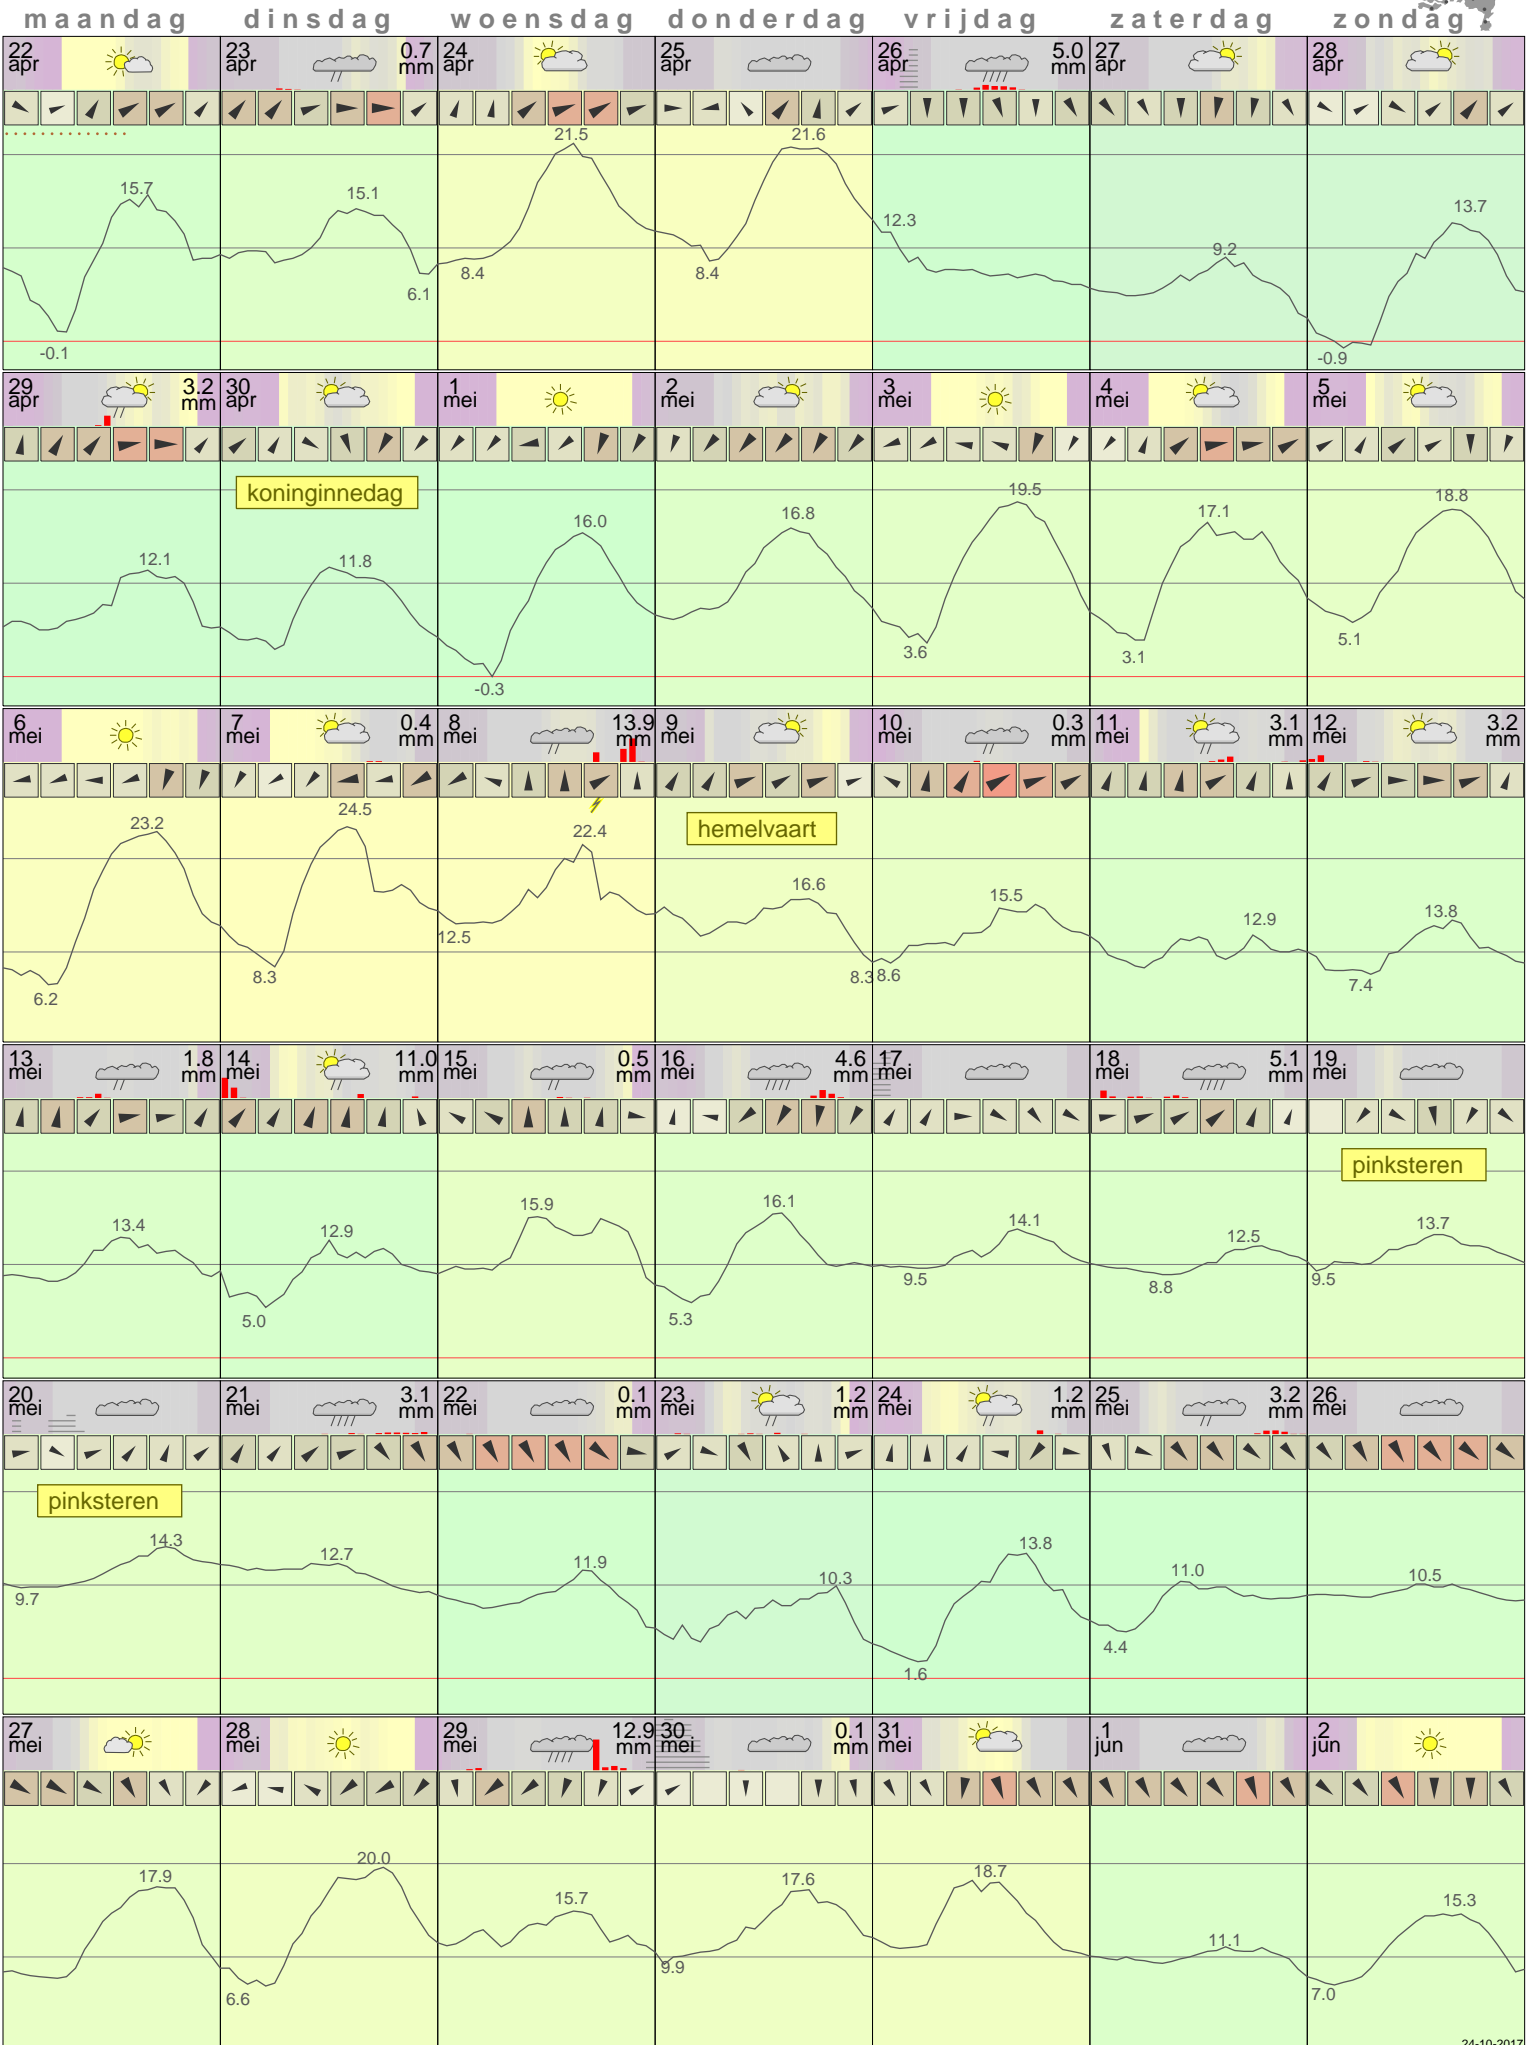 maandag dinsdag woensdag donderdag vrijdag zaterdag zondag
22 apr
23 apr 0.7 mm
24 apr
25 apr
26 apr 5.0 mm
27 apr
28 apr
15.7 -0.1
15.1 6.1
8.4 21.5
8.4 21.6
12.3
9.2
-0.9 13.7
29 apr 3.2 mm
30 apr
1 mei
2 mei
3 mei
4 mei
5 mei
koninginnedag
12.1
11.8
-0.3 16.0
16.8
3.6 19.5
3.1 17.1
5.1 18.8
6 mei
7 mei 0.4 mm
8 mei 13.9 mm
9 mei
10 mei 0.3 mm
11 mei 3.1 mm
12 mei 3.2 mm
hemelvaart
6.2 23.2
8.3 24.5
12.5 22.4
16.6 8.3
8.6 15.5
12.9
7.4 13.8
13 mei 1.8 mm
14 mei 11.0 mm
15 mei 0.5 mm
16 mei 4.6 mm
17 mei
18 mei 5.1 mm
19 mei
pinksteren
13.4
5.0 12.9
15.9
5.3 16.1
9.5 14.1
8.8 12.5
9.5 13.7
20 mei
21 mei 3.1 mm
22 mei 0.1 mm
23 mei 1.2 mm
24 mei 1.2 mm
25 mei 3.2 mm
26 mei
pinksteren
9.7 14.3
12.7
11.9
10.3
1.6 13.8
4.4 11.0
10.5
27 mei
28 mei
29 mei 12.9 mm
30 mei 0.1 mm
31 mei
1 jun
2 jun
17.9
6.6 20.0
15.7
9.9 17.6
18.7
11.1
7.0 15.3
24-10-2017